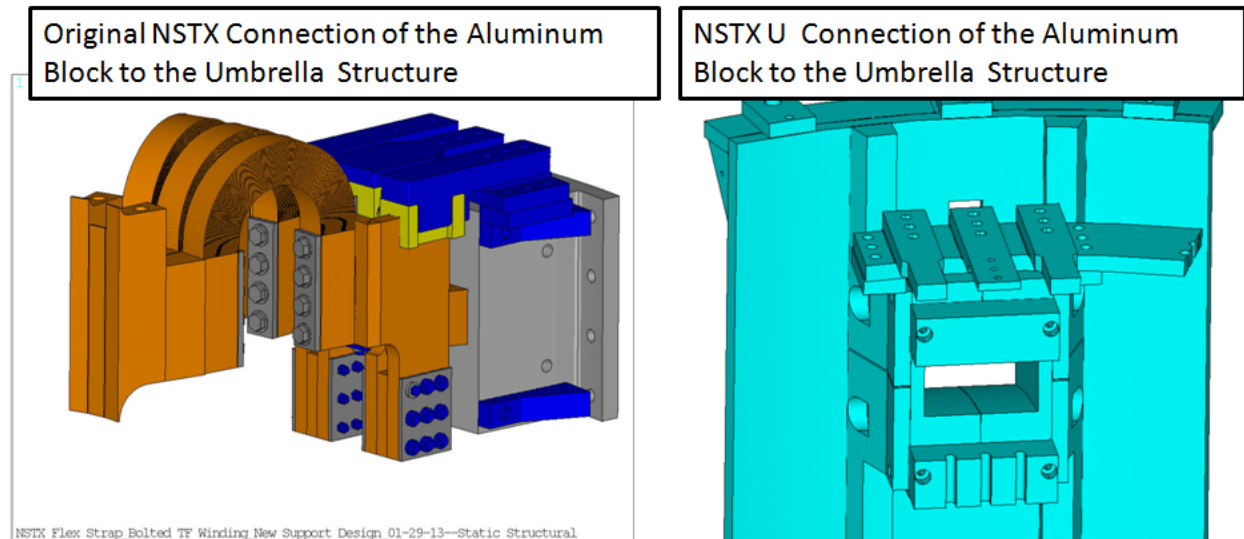 Original NSTX Connection of the Aluminum
Block to the Umbrella Structure
NSTX U Connection of the Aluminum
Block to the Umbrella Structure
1
NSTX Flex Strap Bolted TF Winding New Support Design 01-29-13--Static Structural